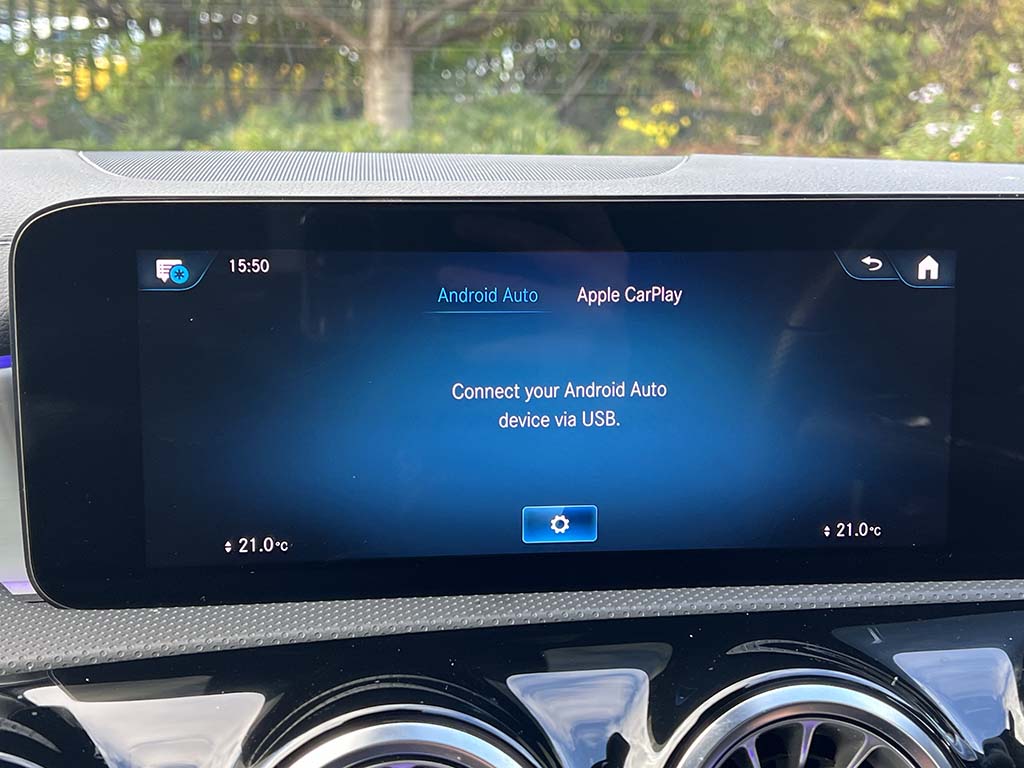 15:50
Android Auto Apple CarPlay
Connect your Android Auto
device via USB.
21.0°C 21.0°C